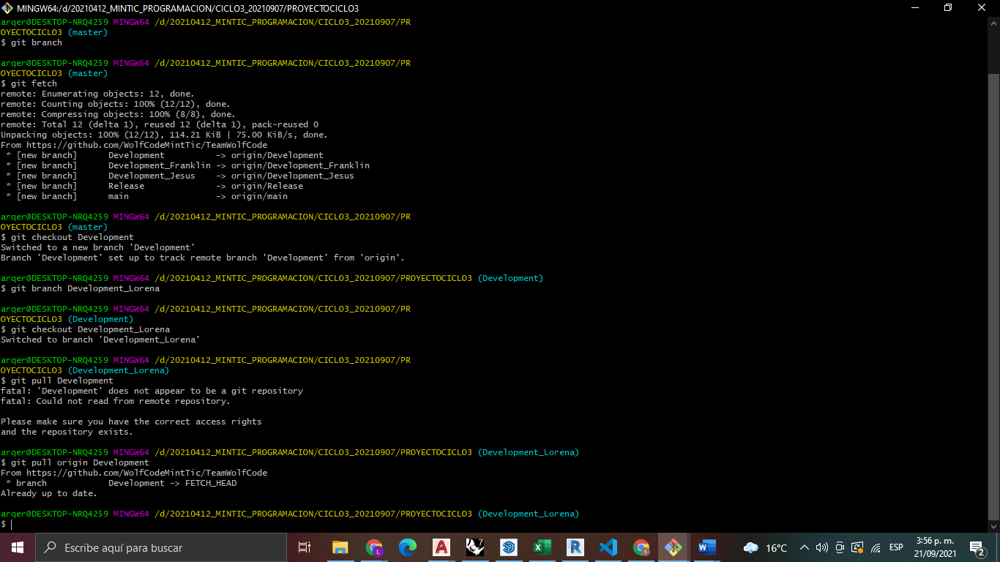 MINGW64:/d/20210412_MINTIC_PROGRAMACION/CICLO3_20210907/PROYECTOCICLO3
arqer@DESKTOP-NRQ4259 MINGW64 /d/20210412_MINTIC_PROGRAMACION/CICLO3_20210907/PR
OYECTOCICLO3 (master)
$ git branch
arqer@DESKTOP-NRQ4259 MINGW64 /d/20210412_MINTIC_PROGRAMACION/CICLO3_20210907/PR
OYECTOCICLO3 (master)
$ git fetch
remote: Enumerating objects: 12, done.
remote: Counting objects: 100% (12/12), done.
remote: Compressing objects: 100% (8/8), done.
remote: Total 12 (delta 1), reused 12 (delta 1), pack-reused 0
Unpacking objects: 100% (12/12), 114.21 KiB | 75.00 KiB/s, done.
From https://github.com/WolfCodeMintTic/TeamWolfCode
 * [new branch]      Development          -> origin/Development
 * [new branch]      Development_Franklin -> origin/Development_Franklin
 * [new branch]      Development_Jesus    -> origin/Development_Jesus
 * [new branch]      Release              -> origin/Release
 * [new branch]      main                 -> origin/main
arqer@DESKTOP-NRQ4259 MINGW64 /d/20210412_MINTIC_PROGRAMACION/CICLO3_20210907/PR
OYECTOCICLO3 (master)
$ git checkout Development
Switched to a new branch 'Development'
Branch 'Development' set up to track remote branch 'Development' from 'origin'.
arqer@DESKTOP-NRQ4259 MINGW64 /d/20210412_MINTIC_PROGRAMACION/CICLO3_20210907/PROYECTOCICLO3 (Development)
$ git branch Development_Lorena
arqer@DESKTOP-NRQ4259 MINGW64 /d/20210412_MINTIC_PROGRAMACION/CICLO3_20210907/PR
OYECTOCICLO3 (Development)
$ git checkout Development_Lorena
Switched to branch 'Development_Lorena'
arqer@DESKTOP-NRQ4259 MINGW64 /d/20210412_MINTIC_PROGRAMACION/CICLO3_20210907/PR
OYECTOCICLO3 (Development_Lorena)
$ git pull Development
fatal: 'Development' does not appear to be a git repository
fatal: Could not read from remote repository.
Please make sure you have the correct access rights
and the repository exists.
arqer@DESKTOP-NRQ4259 MINGW64 /d/20210412_MINTIC_PROGRAMACION/CICLO3_20210907/PROYECTOCICLO3 (Development_Lorena)
$ git pull origin Development
From https://github.com/WolfCodeMintTic/TeamWolfCode
 * branch            Development -> FETCH_HEAD
Already up to date.
arqer@DESKTOP-NRQ4259 MINGW64 /d/20210412_MINTIC_PROGRAMACION/CICLO3_20210907/PROYECTOCICLO3 (Development_Lorena)
$
Escribe aquí para buscar
16°C
ESP
3:56 p. m.
21/09/2021
2